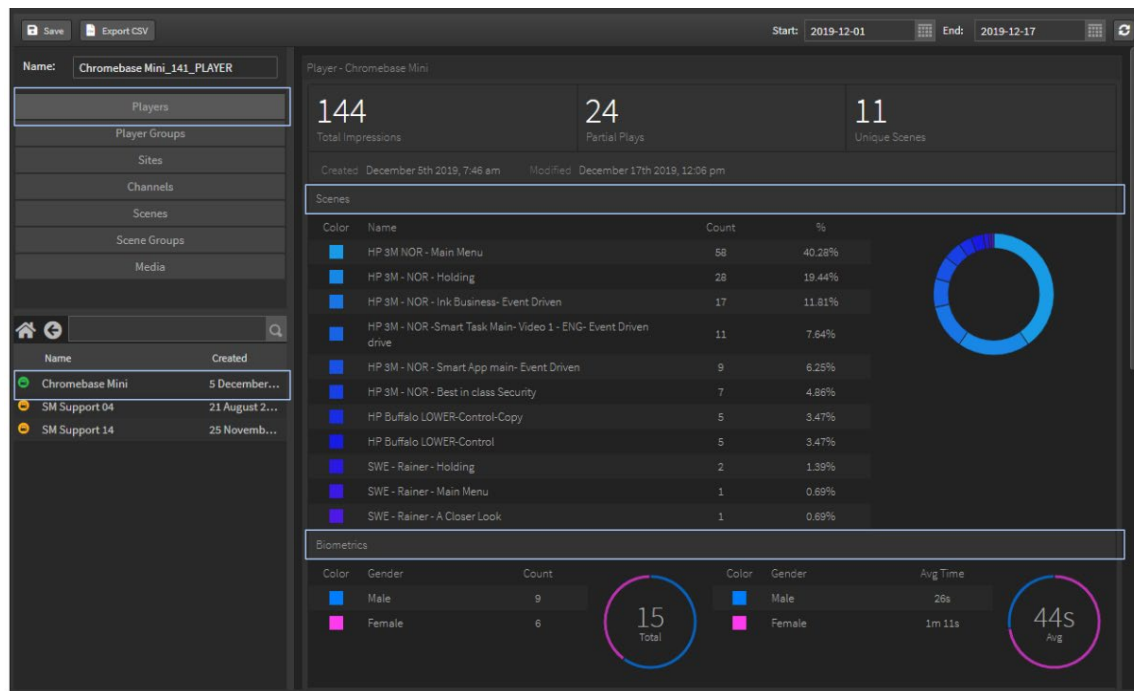 Save Export CSV Start: 2019-12-01 End: 2019-12-17
Name: Chromebase Mini_141_PLAYER
Players
Player Groups
Sites
Channels
Scenes
Scene Groups
Media
Name Created
Chromebase Mini 5 December...
SM Support 04 21 August 2...
SM Support 14 25 Novemb...
Player - Chromebase Mini
144 24 11
Total Impressions Partial Plays Unique Scenes
Created December 5th 2019, 7:46 am Modified December 17th 2019, 12:06 pm
Scenes
Color Name Count %
HP 3M NOR - Main Menu 58 40.28%
HP 3M - NOR - Holding 28 19.44%
HP 3M - NOR - Ink Business- Event Driven 17 11.81%
HP 3M - NOR -Smart Task Main- Video 1 - ENG- Event Driven
drive 11 7.64%
HP 3M - NOR - Smart App main- Event Driven 9 6.25%
HP 3M - NOR - Best in class Security 7 4.86%
HP Buffalo LOWER-Control-Copy 5 3.47%
HP Buffalo LOWER-Control 5 3.47%
SWE - Rainer - Holding 2 1.39%
SWE - Rainer - Main Menu 1 0.69%
SWE - Rainer - A Closer Look 1 0.69%
Biometrics
Color Gender Count
Male 9
Female 6
15
Total
Color Gender Avg Time
Male 26s
Female 1m 11s
44s
Avg